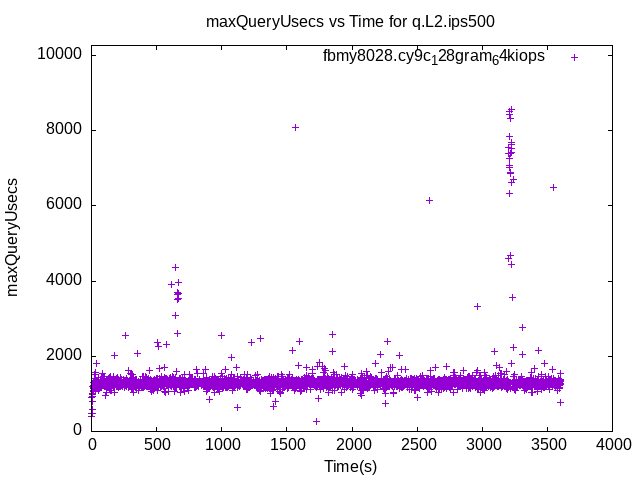 maxQueryUsecs vs Time for q.L2.ips500
fbmy8028.cy9c128gram64kiops
maxQueryUsecs
10000
8000
6000
4000
2000
0
0 500 1000 1500 2000 2500 3000 3500 4000
Time(s)